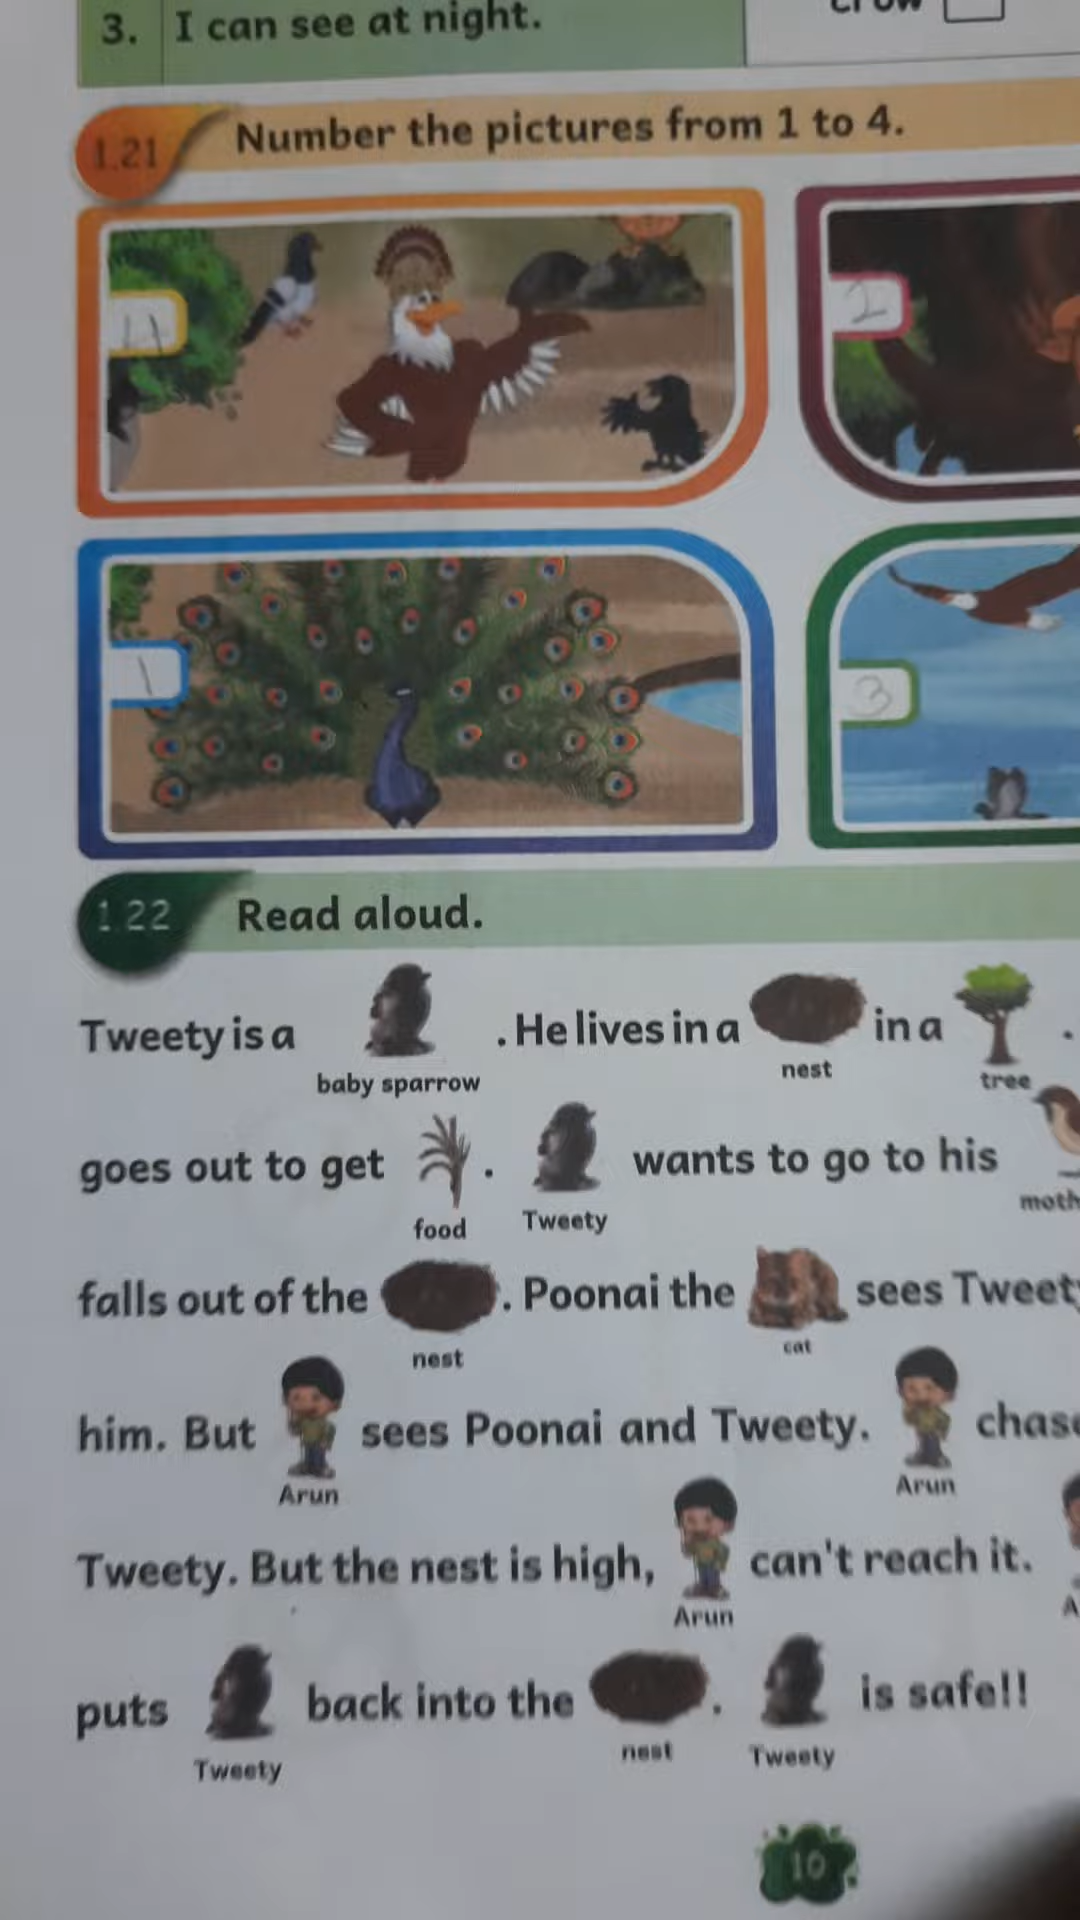 3. I can see at night.
1.21 Number the pictures from 1 to 4.
4
2
1
3
1.22 Read aloud.
Tweety is a . He lives in a in a .
baby sparrow nest tree
goes out to get . wants to go to his
food Tweety
falls out of the . Poonai the sees
nest cat
him. But sees Poonai and Tweety.
Arun Arun
Tweety. But the nest is high, can't reach it.
Arun
puts back into the . is safe!!
Tweety nest Tweety
10